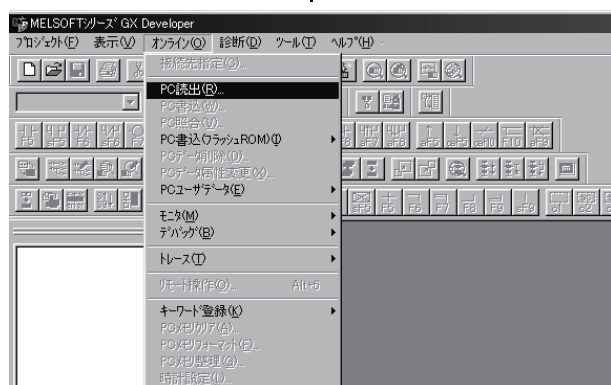 MELSOFTシリーズ GX Developer
プロジェクト(F) 表示(V) オンライン(O) 診断(D) ツール(T) ヘルプ(H)
接続先指定(C)...
PC読出(R)...
PC書込(W)...
PC照合(V)...
PC書込(フラッシュROM)(I)
PCデータ削除(D)...
PCデータ属性変更(X)...
PCユーザデータ(E)
モニタ(M)
デバッグ(B)
トレース(T)
リモート操作(O)... Alt+6
キーワード登録(K)
PCメモリクリア(A)...
PCメモリフォーマット(F)...
PCメモリ整理(G)...
時計設定(L)...